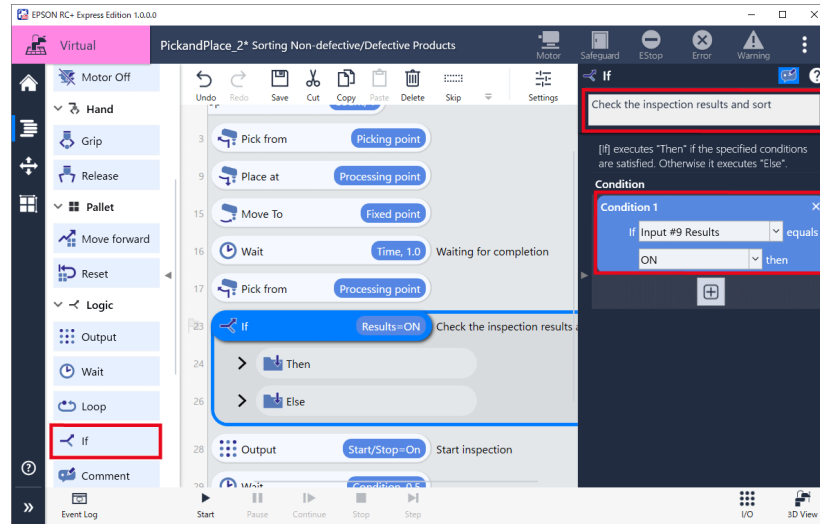 EPSON RC+ Express Edition 1.0.0.0
Virtual
PickandPlace_2* Sorting Non-defective/Defective Products
Motor
Safeguard
EStop
Error
Warning
Motor Off
Hand
Grip
Release
Pallet
Move forward
Reset
Logic
Output
Wait
Loop
If
Comment
Undo
Redo
Save
Cut
Copy
Paste
Delete
Skip
Settings
3 Pick from Picking point
9 Place at Processing point
15 Move To Fixed point
16 Wait Time, 1.0 Waiting for completion
17 Pick from Processing point
23 If Results=ON Check the inspection results
24 Then
26 Else
28 Output Start/Stop=On Start inspection
29 Wait Condition, 0.5
If
Check the inspection results and sort
[If] executes "Then" if the specified conditions
are satisfied. Otherwise it executes "Else".
Condition
Condition 1
If Input #9 Results equals
ON then
Event Log
Start
Pause
Continue
Stop
Step
I/O
3D View